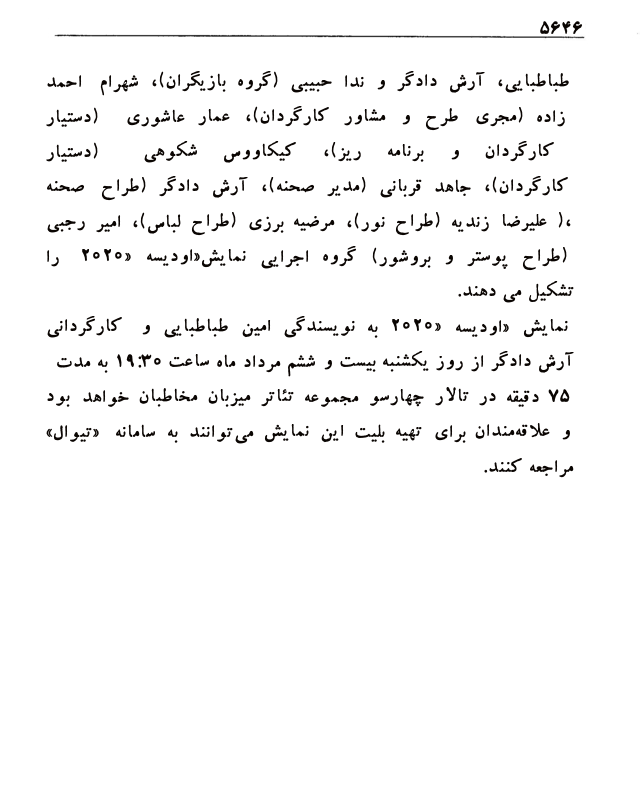 ۵۶۴۶
طباطبایی، آرش دادگر و ندا حبیبی (گروه بازیگران)، شهرام احمد
زاده (مجری طرح و مشاور کارگردان)، عمار عاشوری (دستیار
کارگردان و برنامه ریز)، کیکاووس شکوهی (دستیار
کارگردان)، جاهد قربانی (مدیر صحنه)، آرش دادگر (طراح صحنه
،( علیرضا زندیه (طراح نور)، مرضیه برزی (طراح لباس)، امیر رجبی
(طراح پوستر و بروشور) گروه اجرایی نمایش«اودیسه «۲۰۲۰ را
تشکیل می دهند.
نمایش «اودیسه «۲۰۲۰ به نویسندگی امین طباطبایی و کارگردانی
آرش دادگر از روز یکشنبه بیست و ششم مرداد ماه ساعت ۱۹:۳۰ به مدت
۷۵ دقیقه در تالار چهارسو مجموعه تئاتر میزبان مخاطبان خواهد بود
و علاقه‌مندان برای تهیه بلیت این نمایش می‌توانند به سامانه «تیوال»
مراجعه کنند.